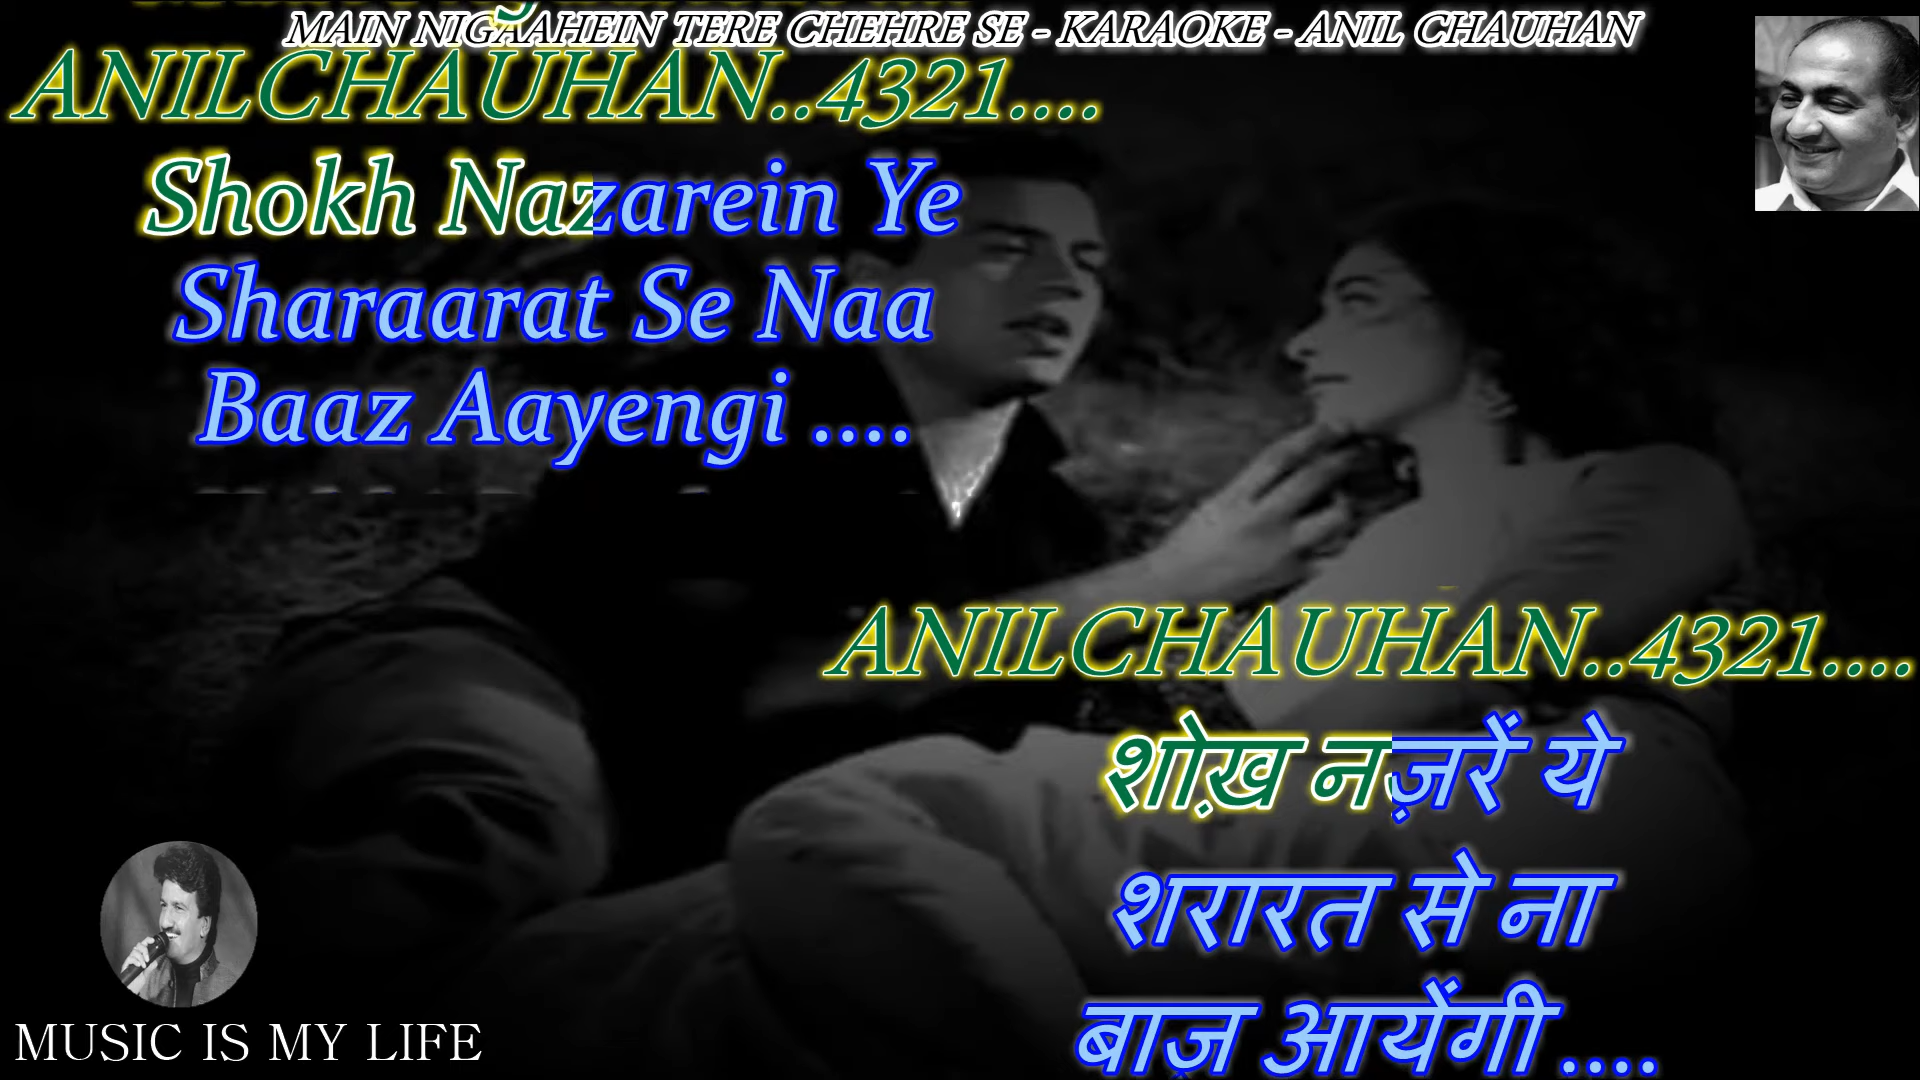 MAIN NIGAAHEIN TERE CHEHRE SE - KARAOKE - ANIL CHAUHAN
ANILCHAUHAN..4321....
Shokh Nazarein Ye
Sharaarat Se Naa
Baaz Aayengi ....
ANILCHAUHAN..4321....
शोख़ नज़रें ये
शरारत से ना
बाज़ आयेंगी ....
MUSIC IS MY LIFE